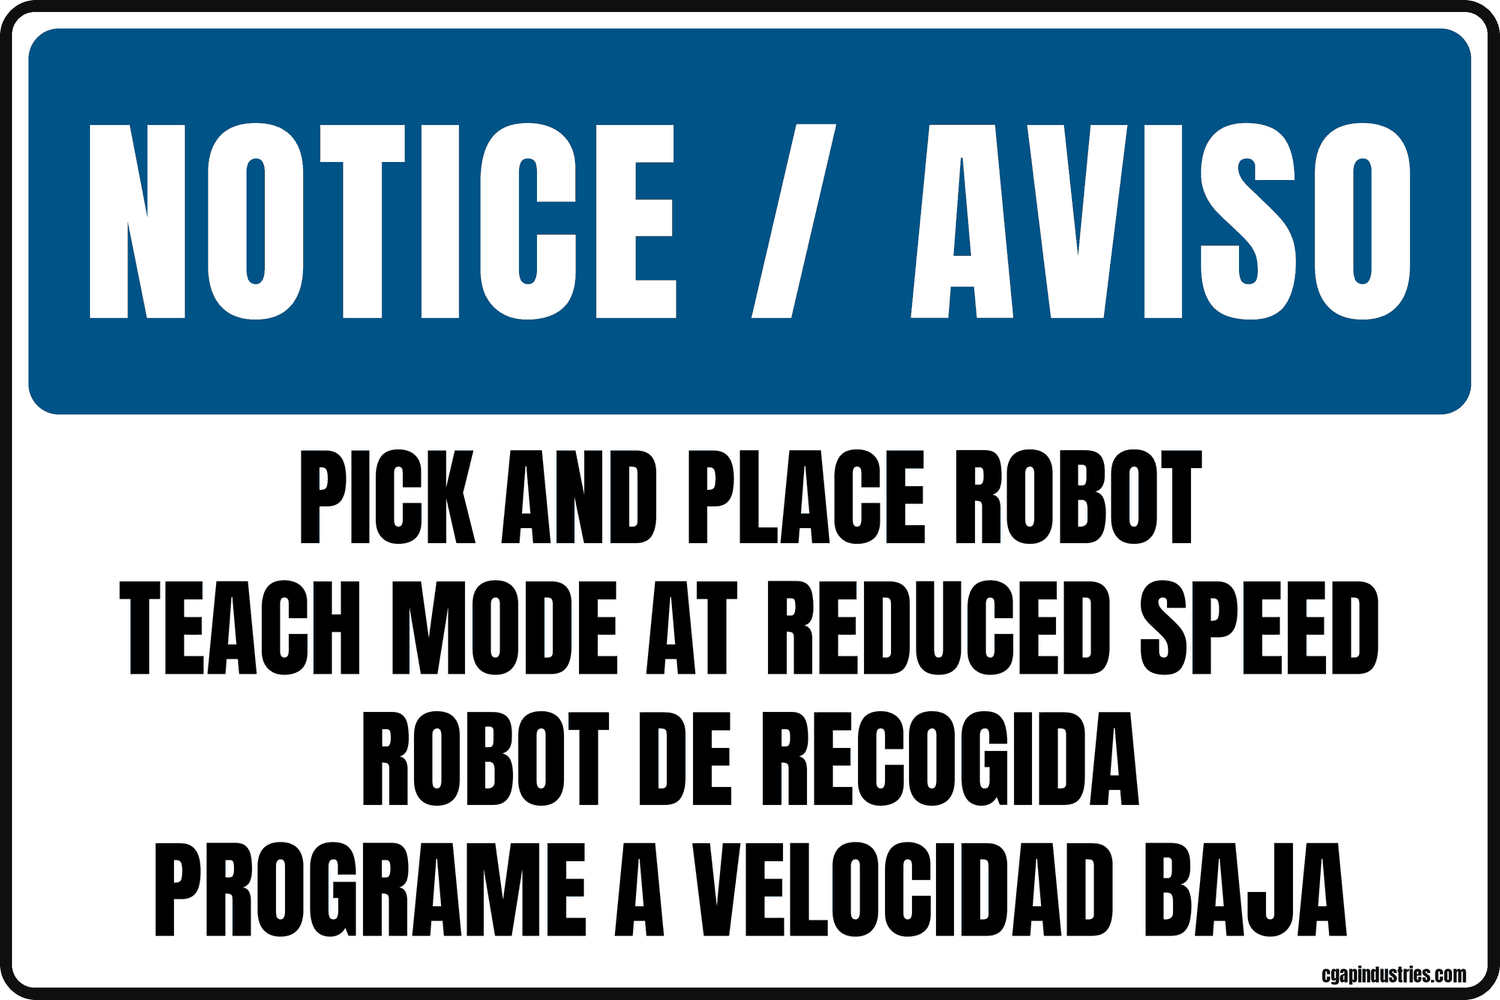 NOTICE / AVISO
PICK AND PLACE ROBOT
TEACH MODE AT REDUCED SPEED
ROBOT DE RECOGIDA
PROGRAME A VELOCIDAD BAJA
cgapindustries.com